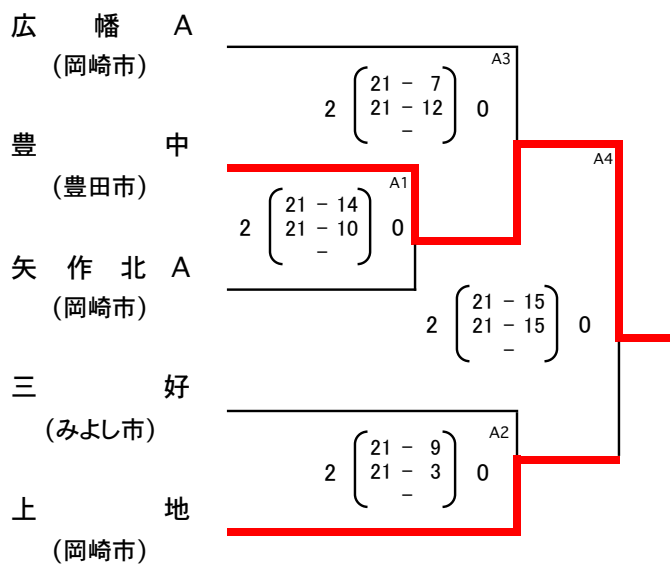 広幡A
(岡崎市)
A3
2 21 - 7 0
21 - 12
-
豊中
(豊田市)
A1
A4
2 21 - 14 0
21 - 10
-
矢作北A
(岡崎市)
2 21 - 15 0
21 - 15
-
三好
(みよし市)
A2
2 21 - 9 0
21 - 3
-
上地
(岡崎市)